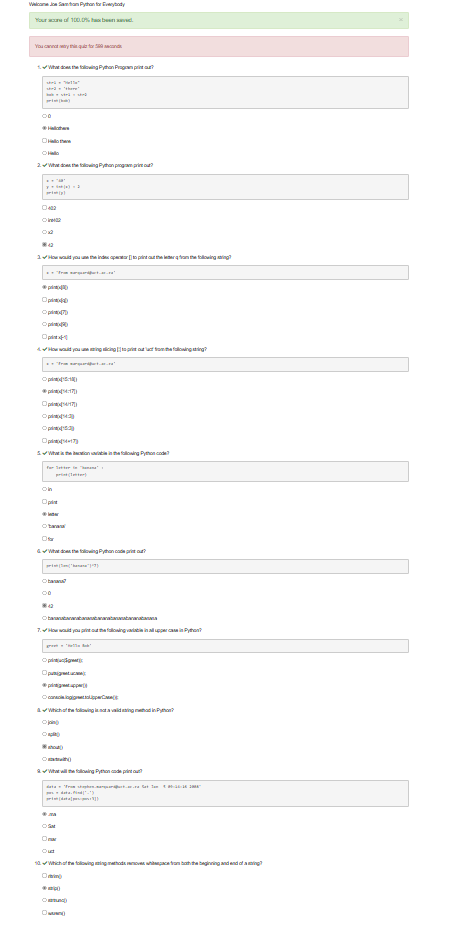 Welcome Joe Sam from Python for Everybody
Your score of 100.0% has been saved.
×
You cannot retry this quiz for 599 seconds
1. ✔ What does the following Python Program print out?
str1 = "Hello"
str2 = 'there'
bob = str1 + str2
print(bob)
0
Hellothere
Hello there
Hello
2. ✔ What does the following Python program print out?
x = '40'
y = int(x) + 2
print(y)
402
int402
x2
42
3. ✔ How would you use the index operator [] to print out the letter q from the following string?
x = 'From marquard@uct.ac.za'
print(x[8])
print(x[q])
print(x[7])
print(x[9])
print x[-1]
4. ✔ How would you use string slicing [:] to print out 'uct' from the following string?
x = 'From marquard@uct.ac.za'
print(x[15:18])
print(x[14:17])
print(x[14/17])
print(x[14:3])
print(x[15:3])
print(x[14+17])
5. ✔ What is the iteration variable in the following Python code?
for letter in 'banana' :
print(letter)
in
print
letter
'banana'
for
6. ✔ What does the following Python code print out?
print(len('banana')*7)
banana7
0
42
bananabananabananabananabananabananabanana
7. ✔ How would you print out the following variable in all upper case in Python?
greet = 'Hello Bob'
print(uc($greet));
puts(greet.ucase);
print(greet.upper())
console.log(greet.toUpperCase());
8. ✔ Which of the following is not a valid string method in Python?
join()
split()
shout()
startswith()
9. ✔ What will the following Python code print out?
data = 'From stephen.marquard@uct.ac.za Sat Jan  5 09:14:16 2008'
pos = data.find('.')
print(data[pos:pos+3])
.ma
Sat
mar
uct
10. ✔ Which of the following string methods removes whitespace from both the beginning and end of a string?
strip()